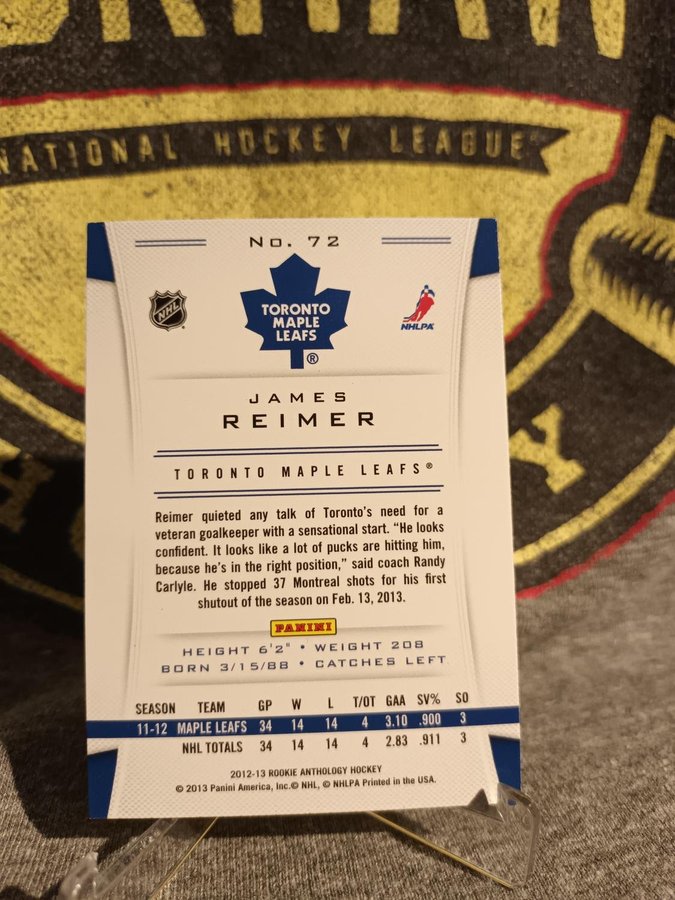 NATIONAL HOCKEY LEAGUE
No. 72
NHL
TORONTO
MAPLE
LEAFS
®
NHLPA
JAMES
REIMER
TORONTO MAPLE LEAFS®
Reimer quieted any talk of Toronto's need for a
veteran goalkeeper with a sensational start. “He looks
confident. It looks like a lot of pucks are hitting him,
because he's in the right position,” said coach Randy
Carlyle. He stopped 37 Montreal shots for his first
shutout of the season on Feb. 13, 2013.
PANINI
HEIGHT 6'2" • WEIGHT 208
BORN 3/15/88 • CATCHES LEFT
SEASON TEAM GP W L T/OT GAA SV% SO
11-12 MAPLE LEAFS 34 14 14 4 3.10 .900 3
NHL TOTALS 34 14 14 4 2.83 .911 3
2012-13 ROOKIE ANTHOLOGY HOCKEY
© 2013 Panini America, Inc. © NHL, © NHLPA Printed in the USA.